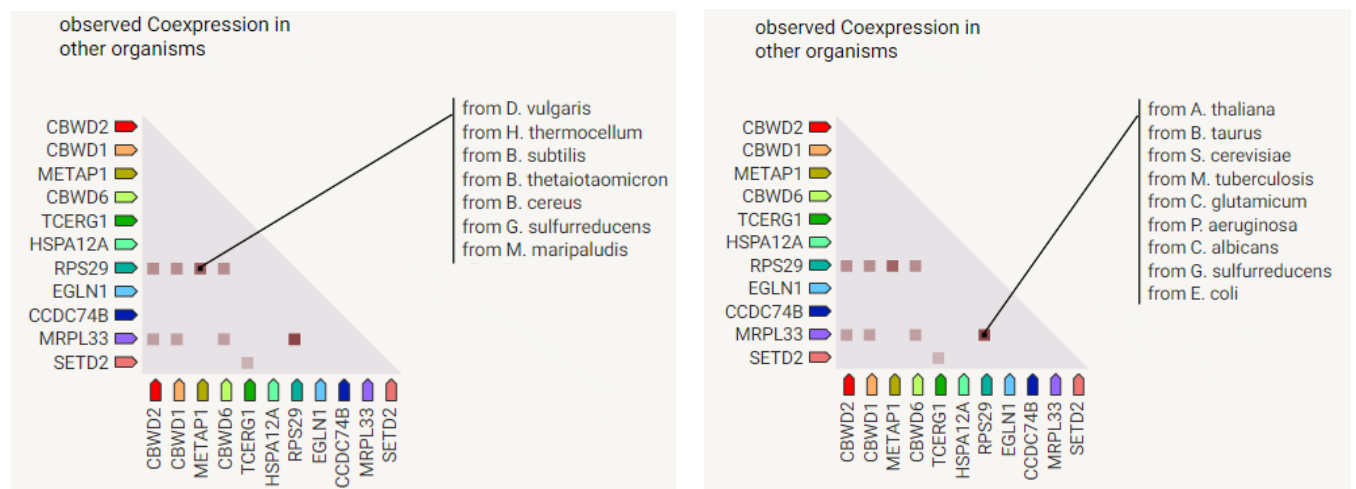 observed Coexpression in
other organisms
from D. vulgaris
from H. thermocellum
from B. subtilis
from B. thetaiotaomicron
from B. cereus
from G. sulfurreducens
from M. maripaludis
CBWD2
CBWD1
METAP1
CBWD6
TCERG1
HSPA12A
RPS29
EGLN1
CCDC74B
MRPL33
SETD2
CBWD2
CBWD1
METAP1
CBWD6
TCERG1
HSPA12A
RPS29
EGLN1
CCDC74B
MRPL33
SETD2
observed Coexpression in
other organisms
from A. thaliana
from B. taurus
from S. cerevisiae
from M. tuberculosis
from C. glutamicum
from P. aeruginosa
from C. albicans
from G. sulfurreducens
from E. coli
CBWD2
CBWD1
METAP1
CBWD6
TCERG1
HSPA12A
RPS29
EGLN1
CCDC74B
MRPL33
SETD2
CBWD2
CBWD1
METAP1
CBWD6
TCERG1
HSPA12A
RPS29
EGLN1
CCDC74B
MRPL33
SETD2